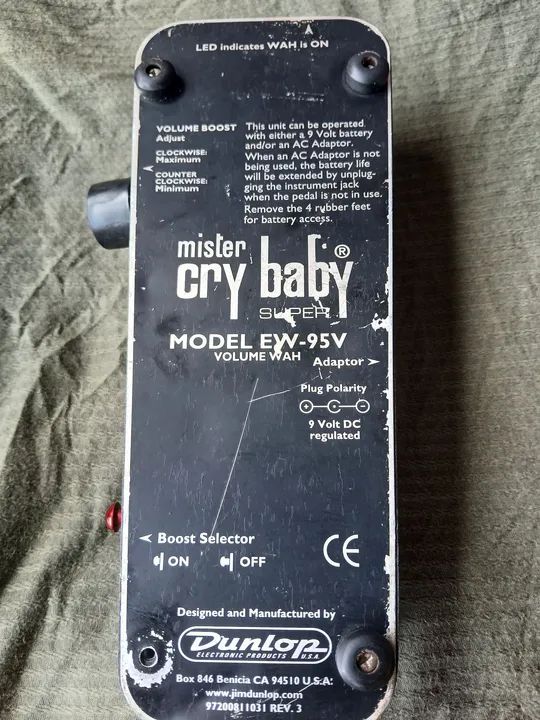 LED indicates WAH is ON
VOLUME BOOST
Adjust
CLOCKWISE:
Maximum
COUNTER
CLOCKWISE:
Minimum
This unit can be operated
with either a 9 Volt battery
and/or an AC Adaptor.
When an AC Adaptor is not
being used, the battery life
will be extended by unplug-
ging the instrument jack
when the pedal is not in use.
Remove the 4 rubber feet
for battery access.
mister
cry baby®
SUPER
MODEL EW-95V
VOLUME WAH
Adaptor
Plug Polarity
+ -
9 Volt DC
regulated
Boost Selector
ON OFF
CE
Designed and Manufactured by
Dunlop
ELECTRONIC PRODUCTS U.S.A.
Box 846 Benicia CA 94510 U.S.A.
www.jimdunlop.com
97200811031 REV. 3